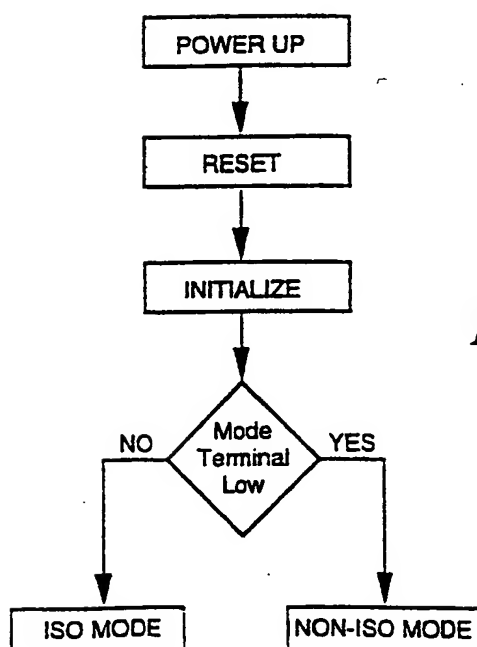 POWER UP
RESET
INITIALIZE
Mode
Terminal
Low
NO
YES
ISO MODE
NON-ISO MODE